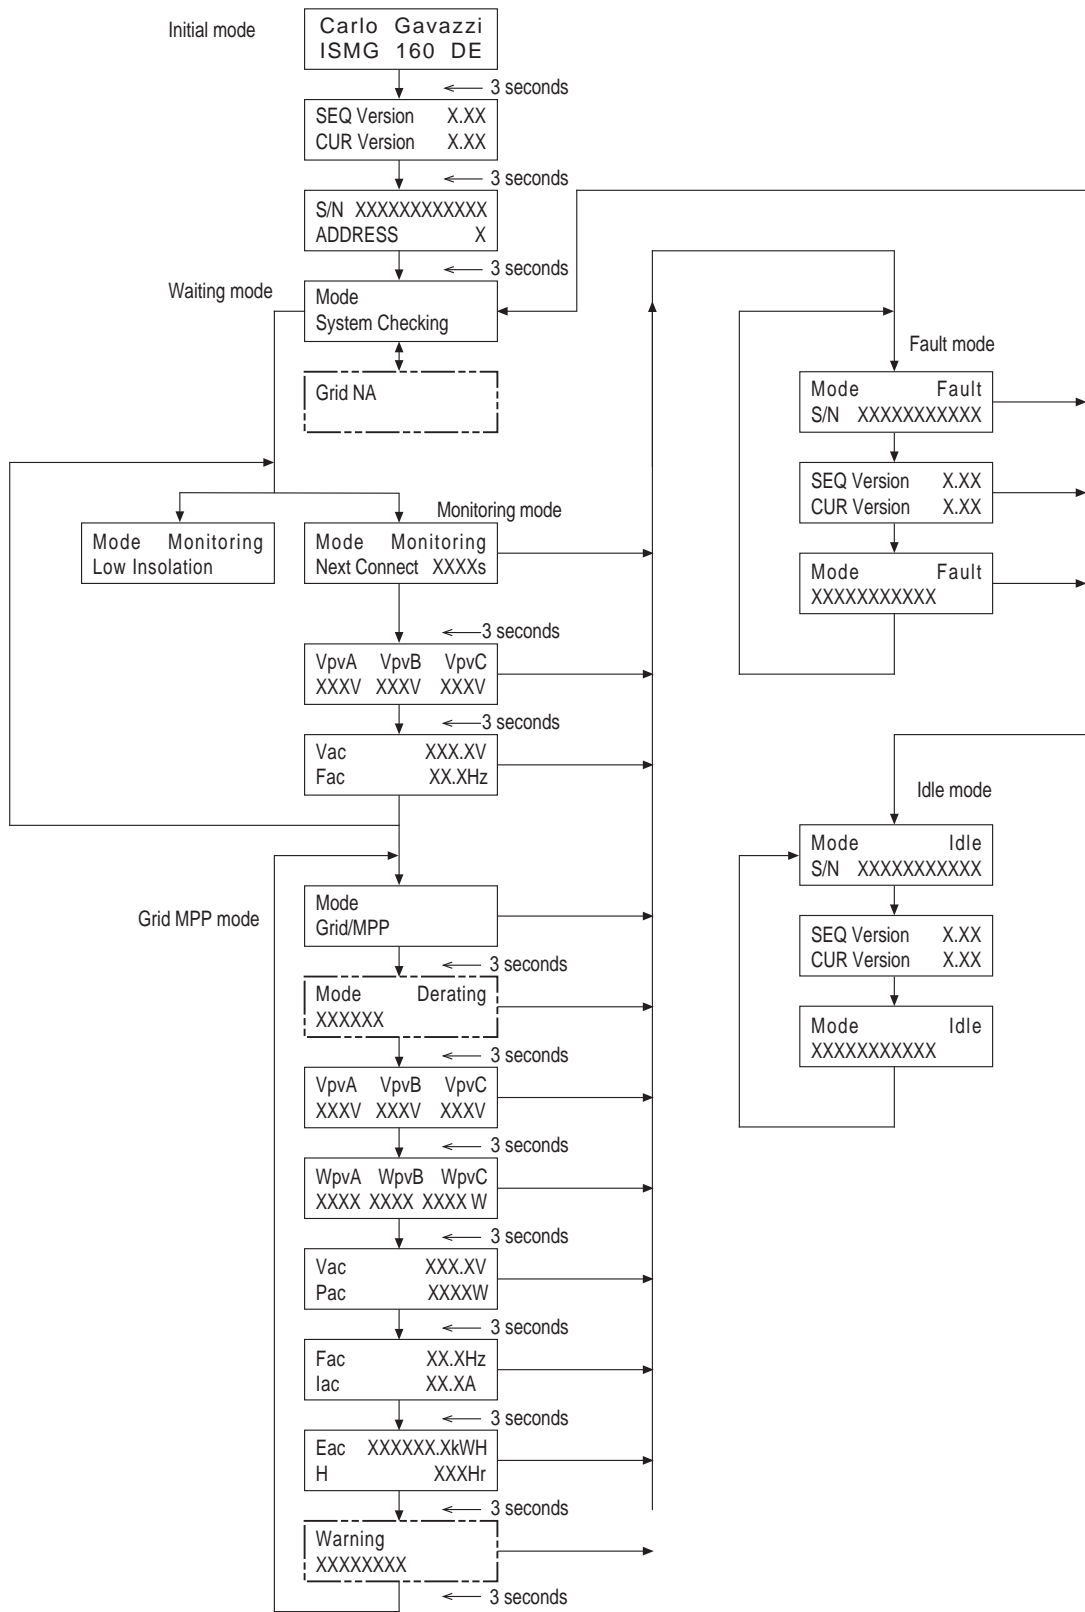 Initial mode
Carlo Gavazzi
ISMG 160 DE
3 seconds
SEQ Version X.XX
CUR Version X.XX
3 seconds
S/N XXXXXXXXXXXX
ADDRESS X
3 seconds
Waiting mode
Mode
System Checking
Grid NA
Monitoring mode
Mode Monitoring
Low Insolation
Mode Monitoring
Next Connect XXXXs
3 seconds
VpvA VpvB VpvC
XXXV XXXV XXXV
3 seconds
Vac XXX.XV
Fac XX.XHz
Grid MPP mode
Mode
Grid/MPP
3 seconds
Mode Derating
XXXXXX
3 seconds
VpvA VpvB VpvC
XXXV XXXV XXXV
3 seconds
WpvA WpvB WpvC
XXXX XXXX XXXX W
3 seconds
Vac XXX.XV
Pac XXXXW
3 seconds
Fac XX.XHz
Iac XX.XA
3 seconds
Eac XXXXXX.XkWH
H XXXHr
3 seconds
Warning
XXXXXXXX
3 seconds
Fault mode
Mode Fault
S/N XXXXXXXXXXX
SEQ Version X.XX
CUR Version X.XX
Mode Fault
XXXXXXXXXXX
Idle mode
Mode Idle
S/N XXXXXXXXXXX
SEQ Version X.XX
CUR Version X.XX
Mode Idle
XXXXXXXXXXX